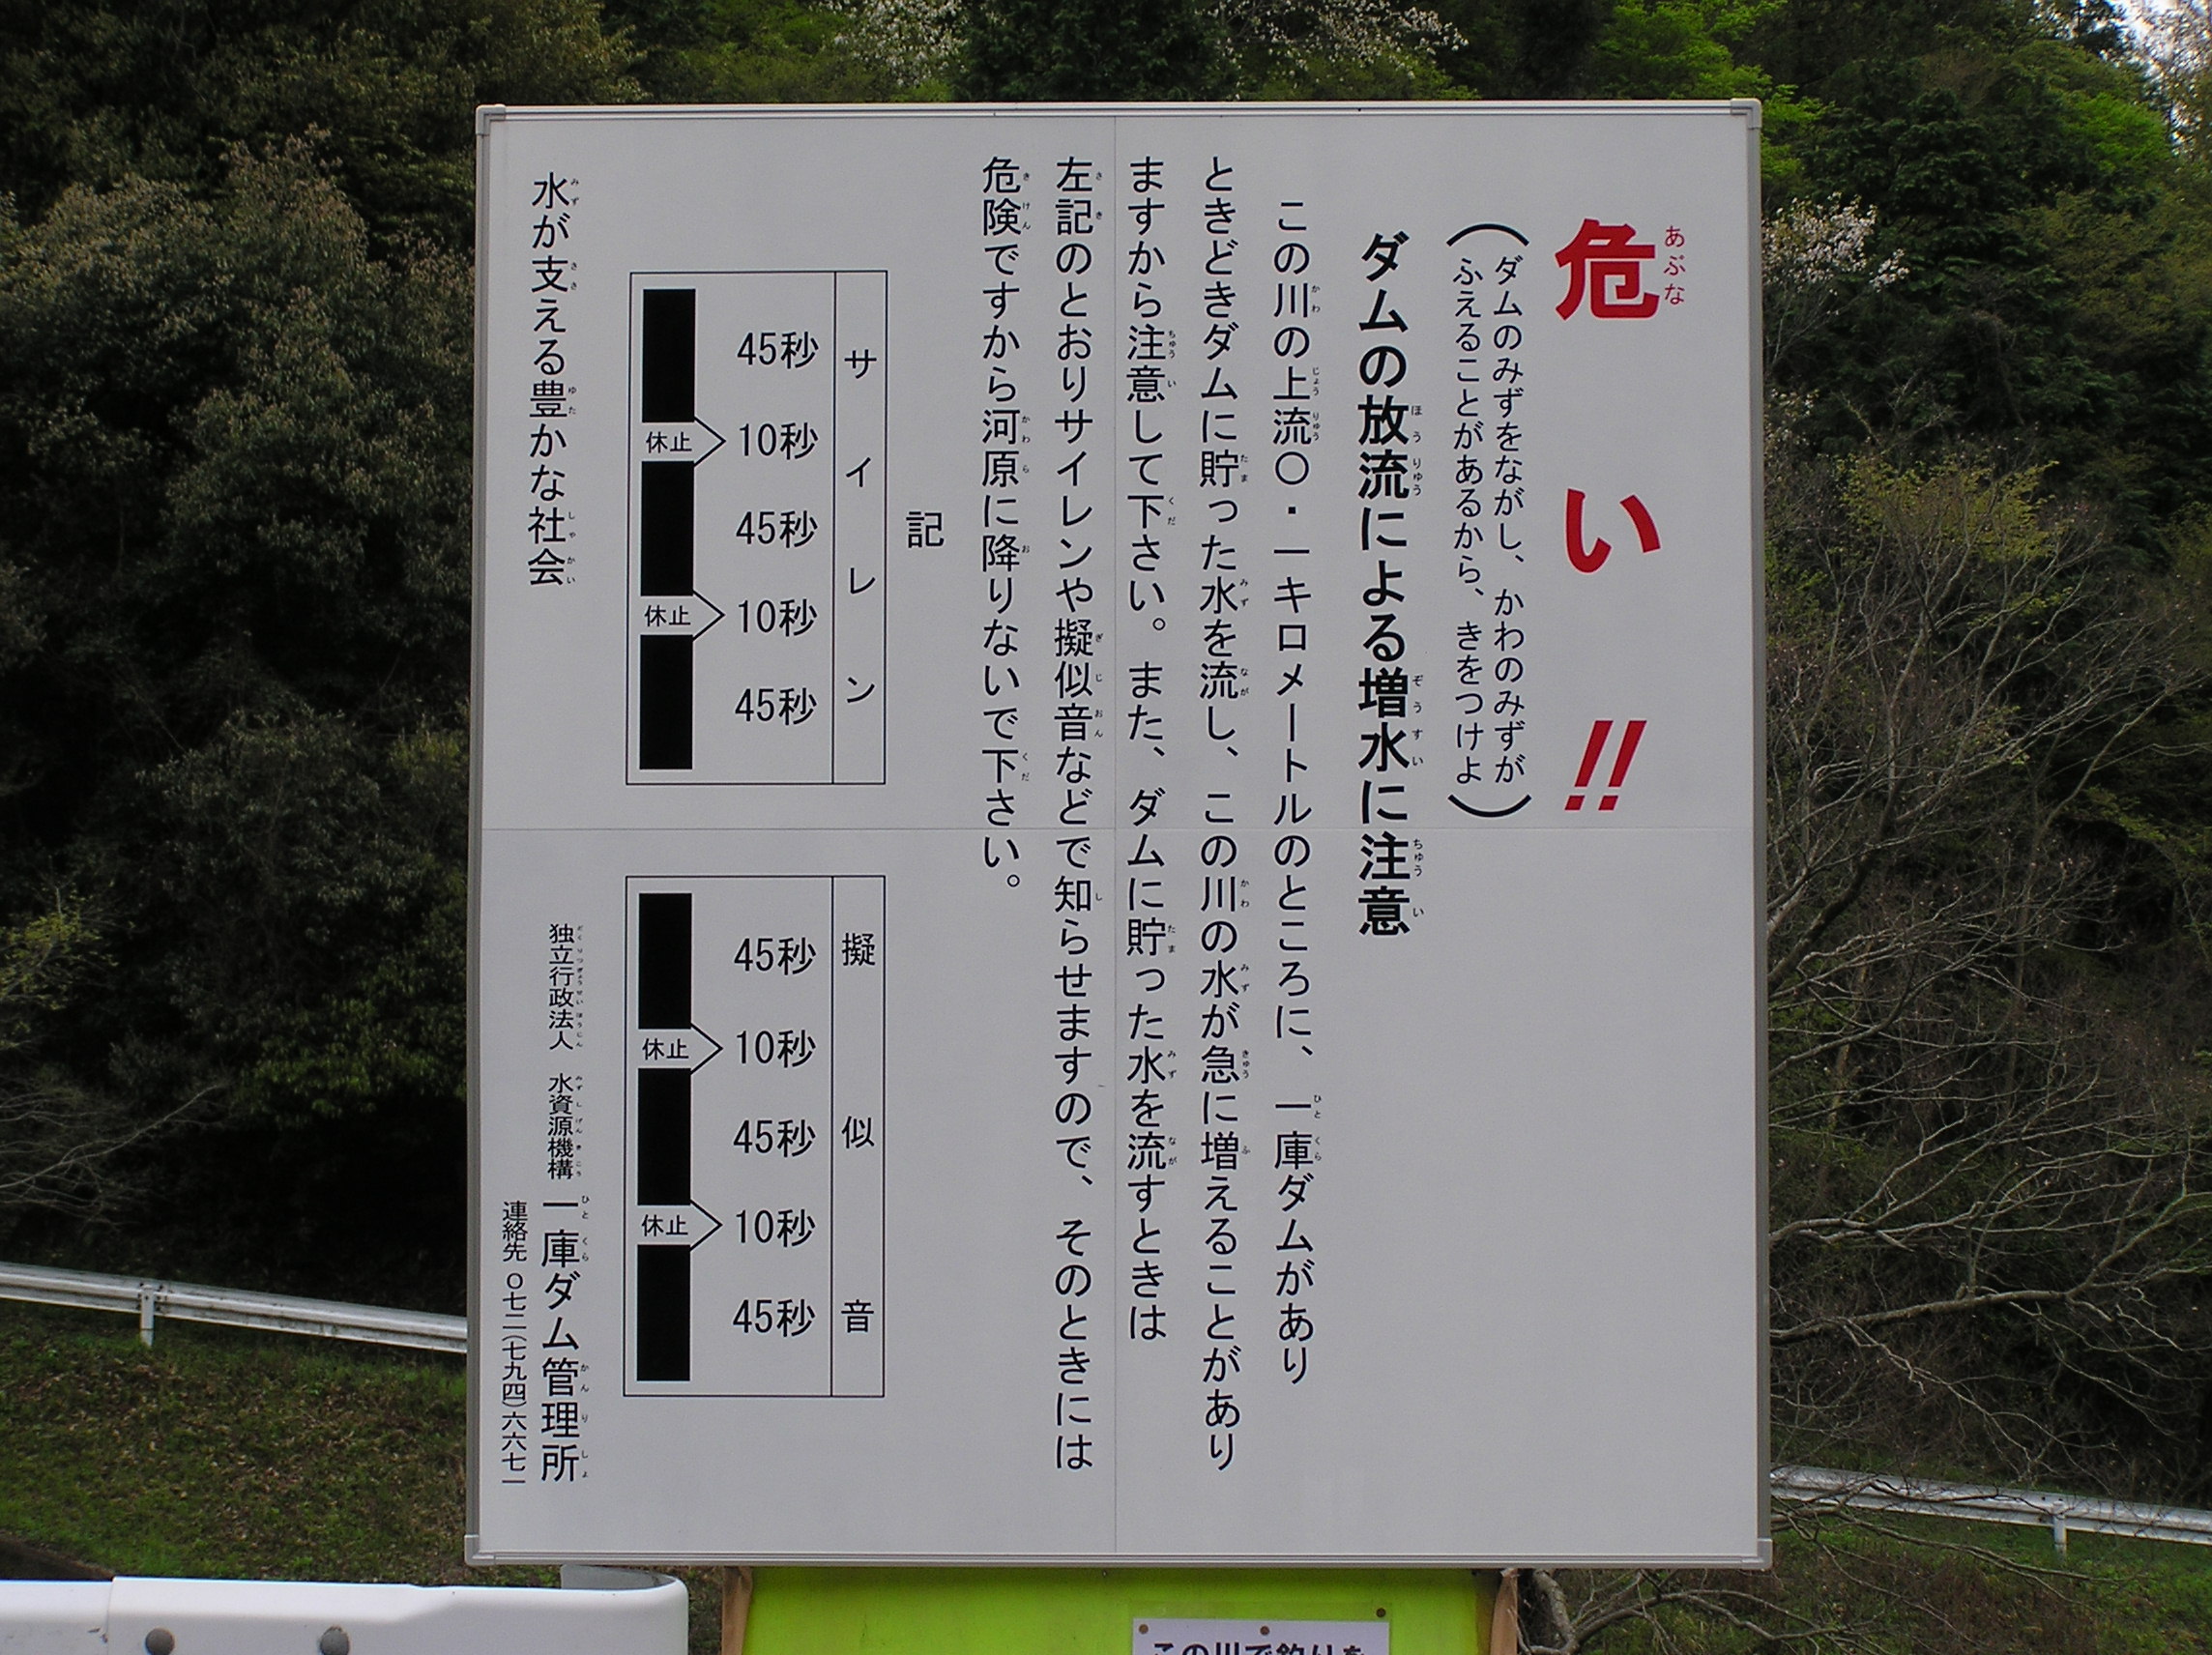 危い!!
(ダムのみずをながし、かわのみずが
ふえることがあるから、きをつけよ)
ダムの放流による増水に注意
この川の上流〇・一キロメートルのところに、一庫ダムがあり
ときどきダムに貯った水を流し、この川の水が急に増えることがあり
ますから注意して下さい。また、ダムに貯った水を流すときは
左記のとおりサイレンや擬似音などで知らせますので、そのときには
危険ですから河原に降りないで下さい。
記
サイレン
45秒
10秒
45秒
10秒
45秒
休止
休止
擬似音
45秒
10秒
45秒
10秒
45秒
休止
休止
水が支える豊かな社会
独立行政法人 水資源機構 一庫ダム管理所
連絡先 〇七二(七九四)六六七一
この川で釣りを